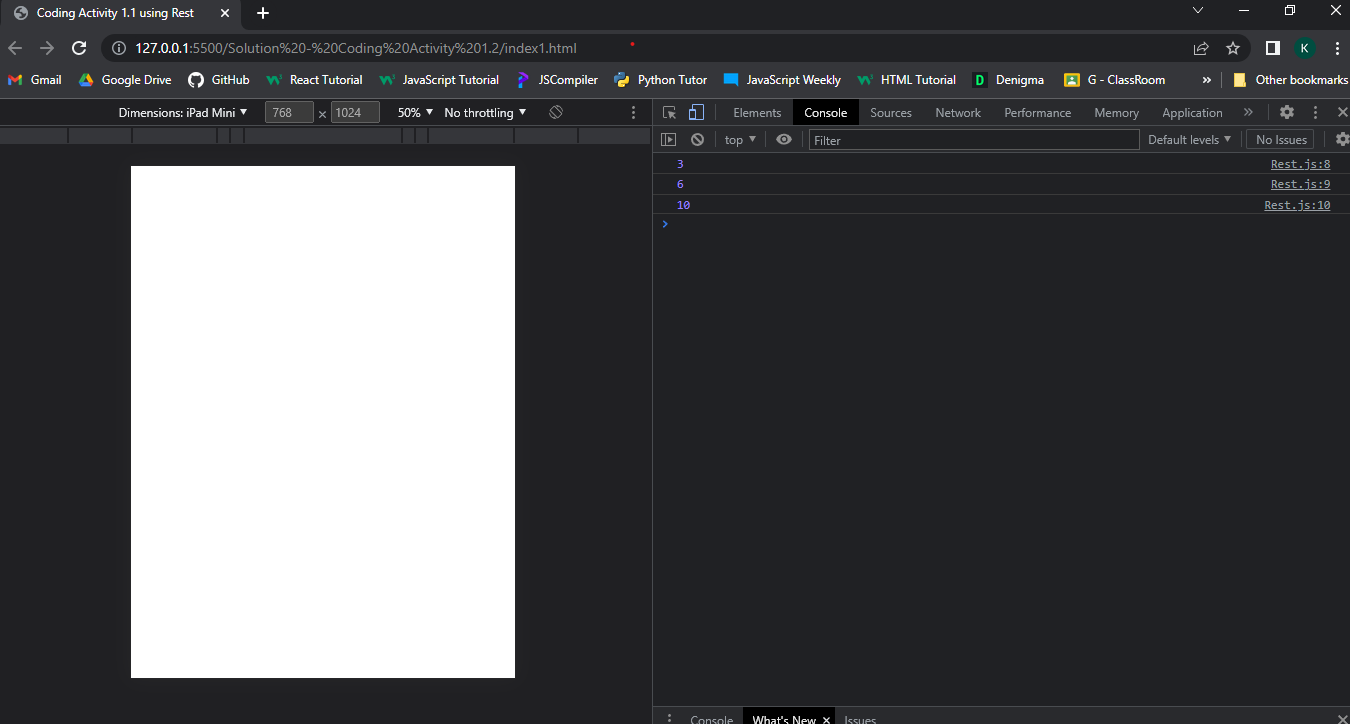 Coding Activity 1.1 using Rest
127.0.0.1:5500/Solution%20-%20Coding%20Activity%201.2/index1.html
K
Gmail Google Drive GitHub React Tutorial JavaScript Tutorial JSCompiler Python Tutor JavaScript Weekly HTML Tutorial D Denigma G - ClassRoom » Other bookmarks
Dimensions: iPad Mini 768 × 1024 50% No throttling
Elements Console Sources Network Performance Memory Application »
top Filter Default levels No Issues
3 Rest.js:8
6 Rest.js:9
10 Rest.js:10
Console What's New Issues